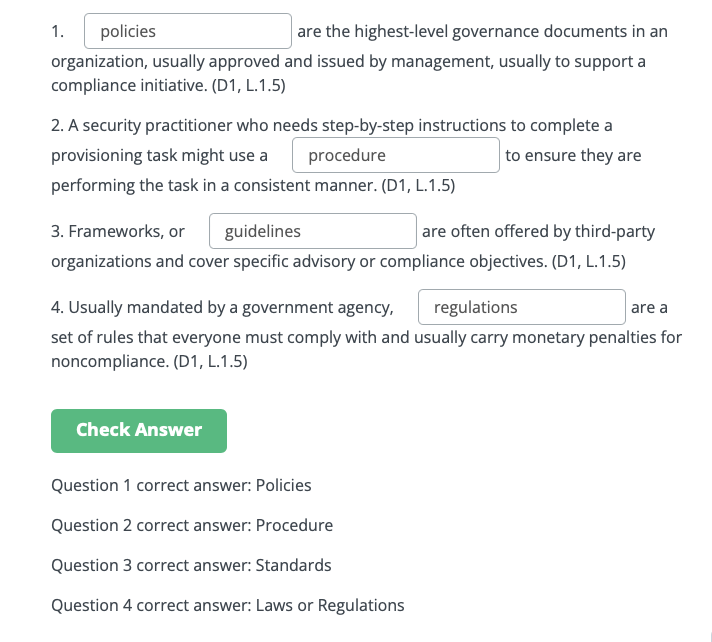 1. policies are the highest-level governance documents in an
organization, usually approved and issued by management, usually to support a
compliance initiative. (D1, L.1.5)
2. A security practitioner who needs step-by-step instructions to complete a
provisioning task might use a procedure to ensure they are
performing the task in a consistent manner. (D1, L.1.5)
3. Frameworks, or guidelines are often offered by third-party
organizations and cover specific advisory or compliance objectives. (D1, L.1.5)
4. Usually mandated by a government agency, regulations are a
set of rules that everyone must comply with and usually carry monetary penalties for
noncompliance. (D1, L.1.5)
Check Answer
Question 1 correct answer: Policies
Question 2 correct answer: Procedure
Question 3 correct answer: Standards
Question 4 correct answer: Laws or Regulations